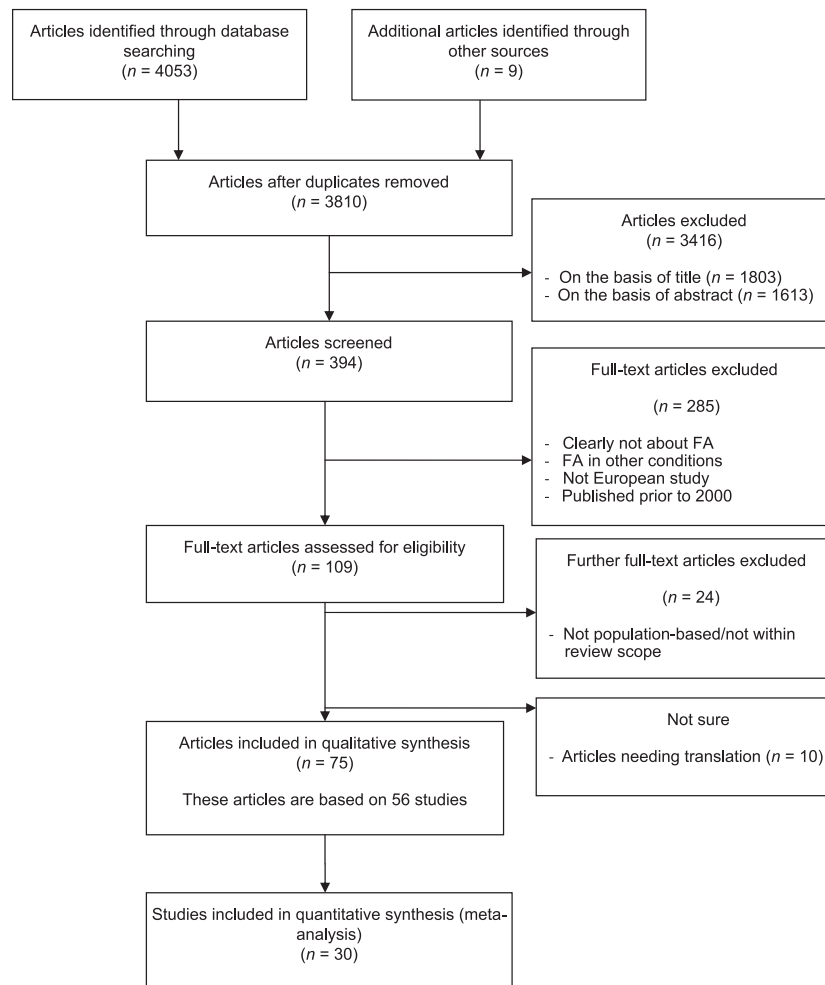 Articles identified through database
searching
(n = 4053)
Additional articles identified through
other sources
(n = 9)
Articles after duplicates removed
(n = 3810)
Articles excluded
(n = 3416)
- On the basis of title (n = 1803)
- On the basis of abstract (n = 1613)
Articles screened
(n = 394)
Full-text articles excluded
(n = 285)
- Clearly not about FA
- FA in other conditions
- Not European study
- Published prior to 2000
Full-text articles assessed for eligibility
(n = 109)
Further full-text articles excluded
(n = 24)
- Not population-based/not within
review scope
Not sure
- Articles needing translation (n = 10)
Articles included in qualitative synthesis
(n = 75)
These articles are based on 56 studies
Studies included in quantitative synthesis (meta-
analysis)
(n = 30)